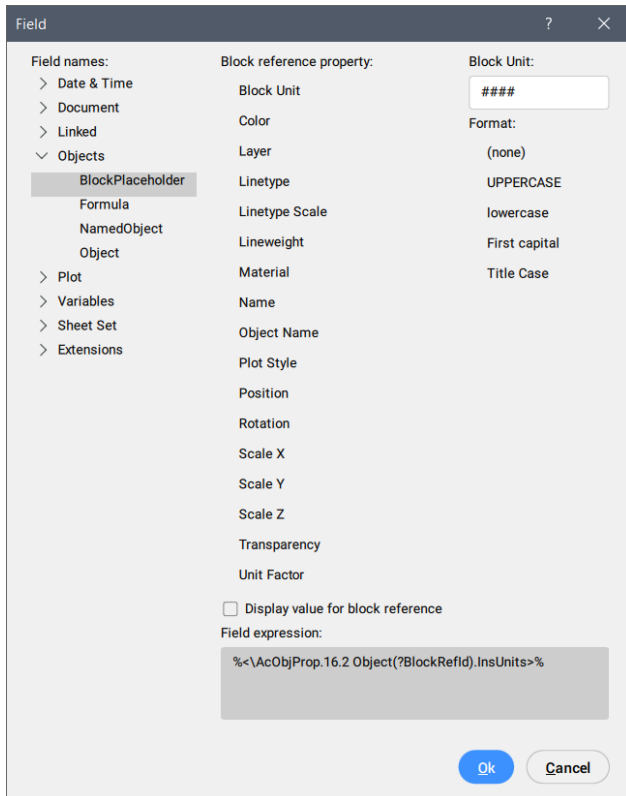 Field ?
Field names:
Date & Time
Document
Linked
Objects
BlockPlaceholder
Formula
NamedObject
Object
Plot
Variables
Sheet Set
Extensions
Block reference property:
Block Unit
Color
Layer
Linetype
Linetype Scale
Lineweight
Material
Name
Object Name
Plot Style
Position
Rotation
Scale X
Scale Y
Scale Z
Transparency
Unit Factor
Block Unit:
####
Format:
(none)
UPPERCASE
lowercase
First capital
Title Case
Display value for block reference
Field expression:
%<\AcObjProp.16.2 Object(?BlockRefId).InsUnits>%
Ok
Cancel